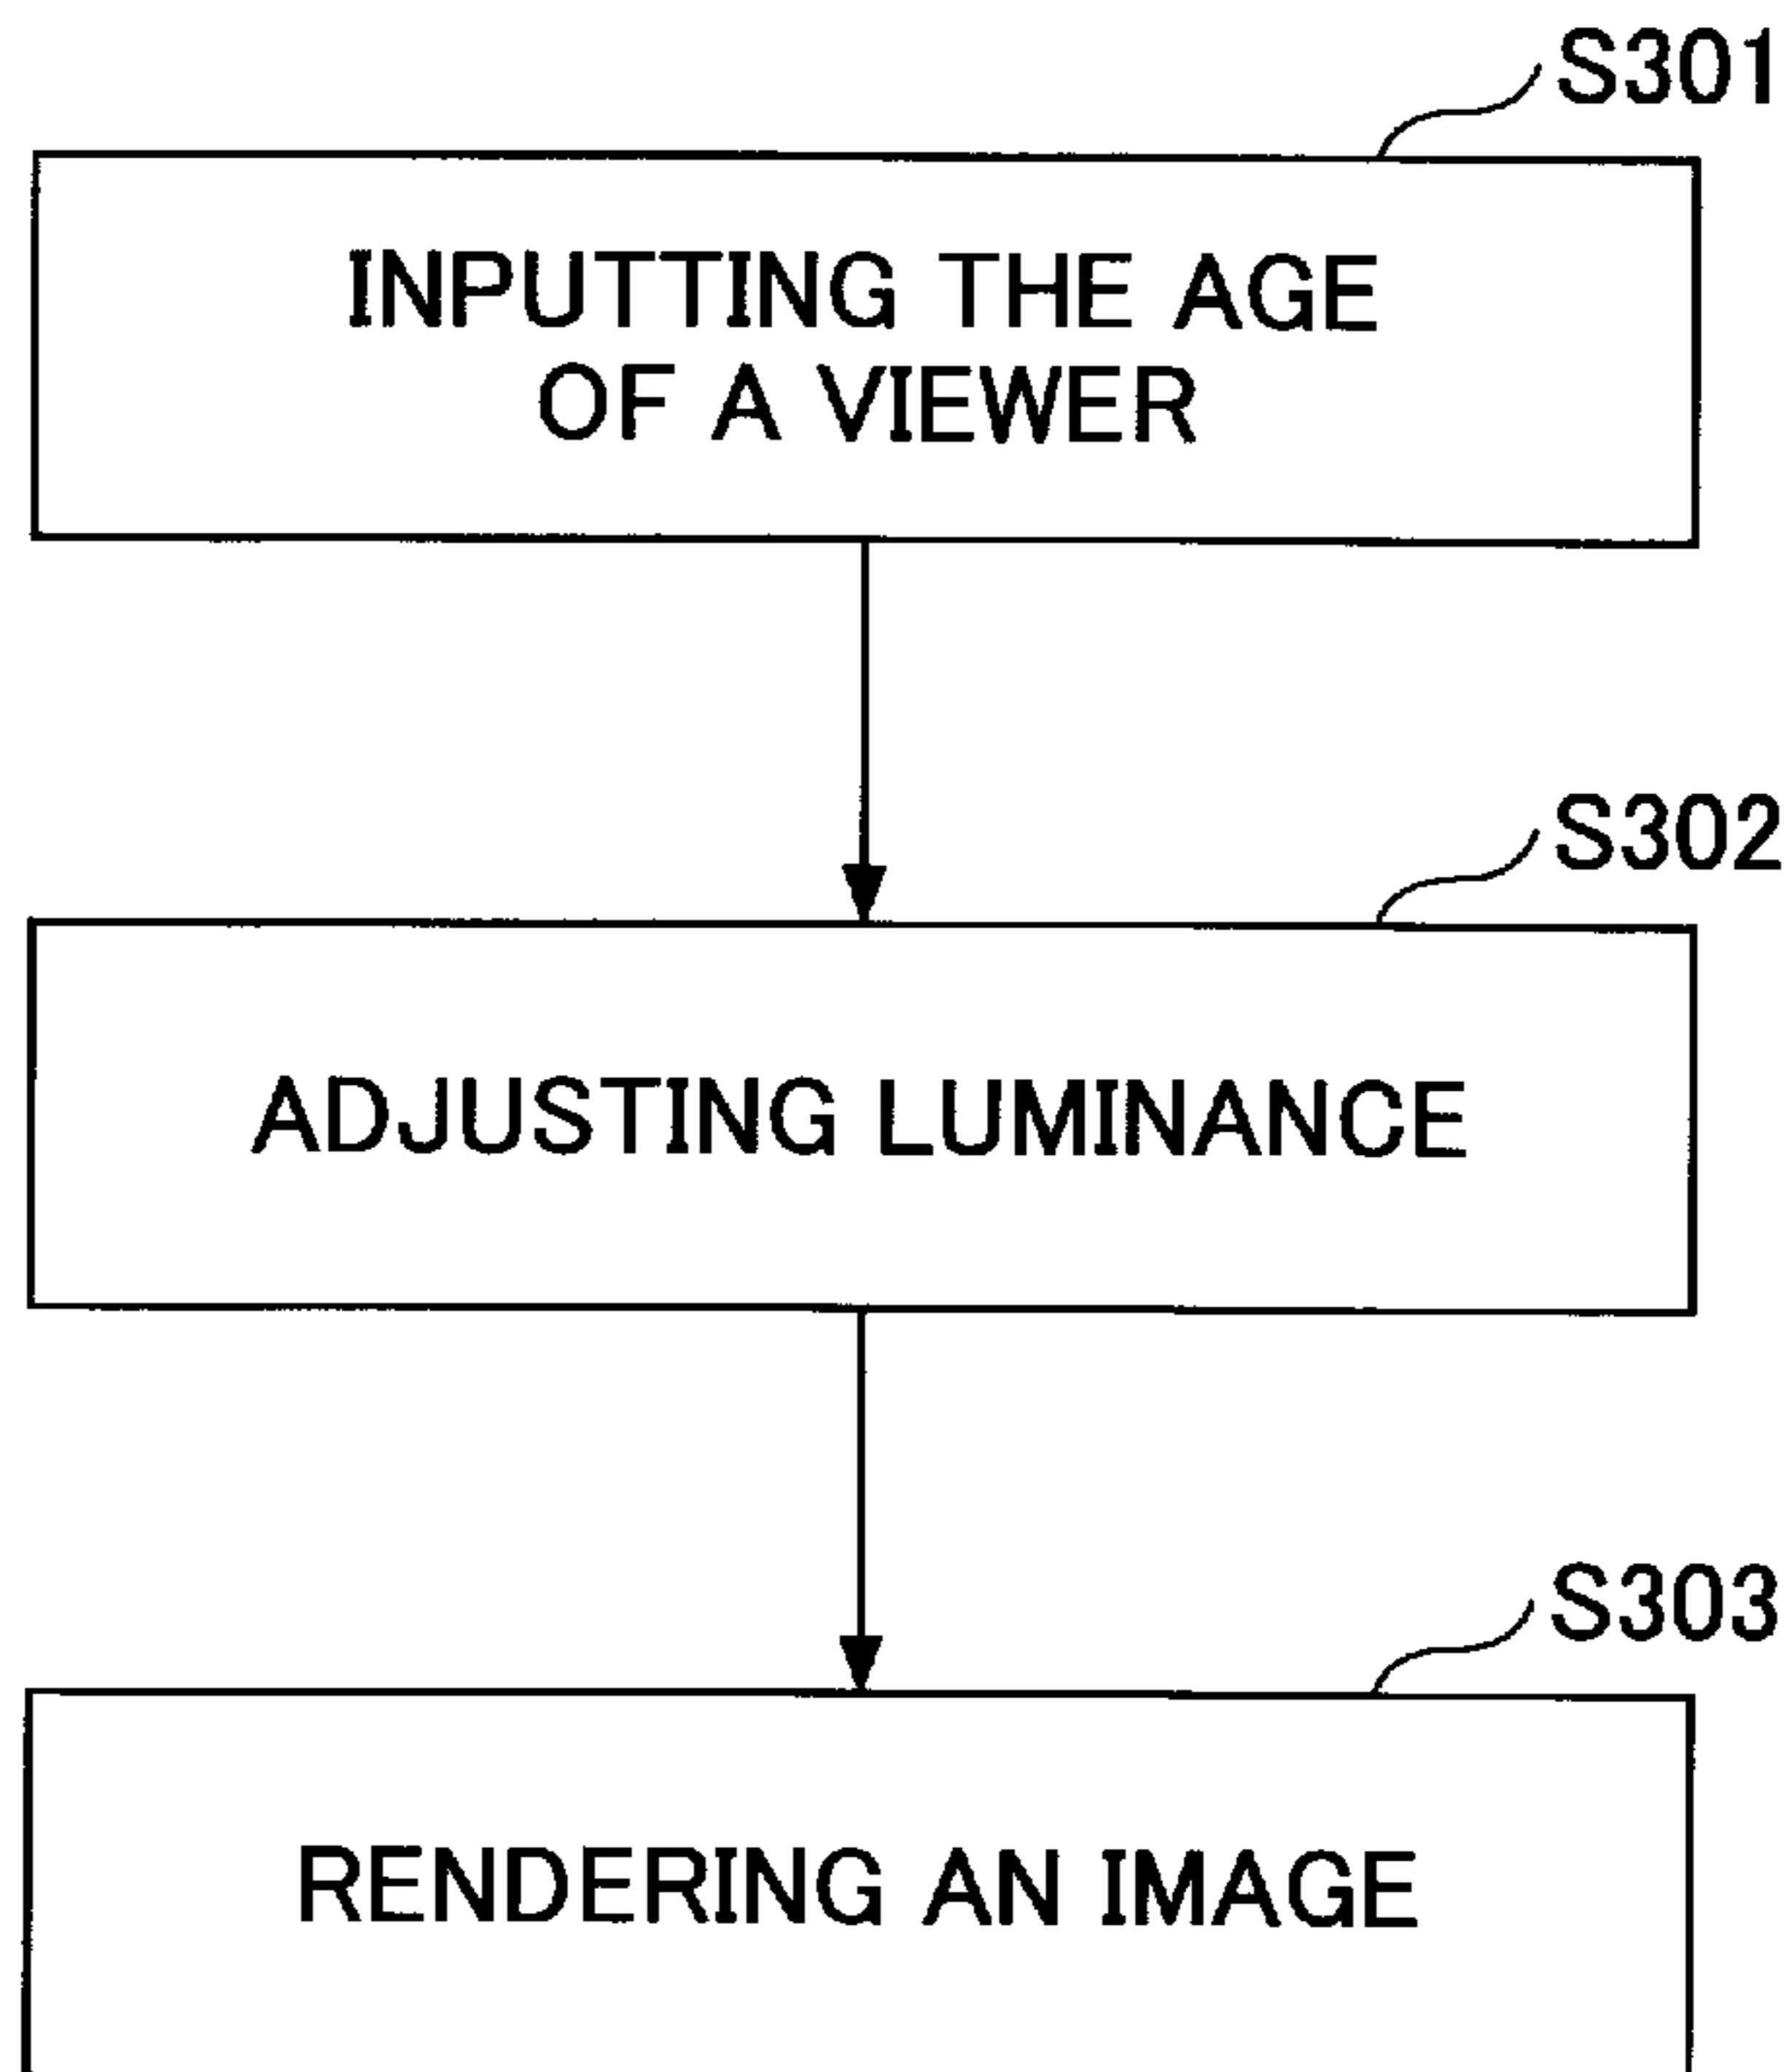 S301
INPUTTING THE AGE
OF A VIEWER
S302
ADJUSTING LUMINANCE
S303
RENDERING AN IMAGE